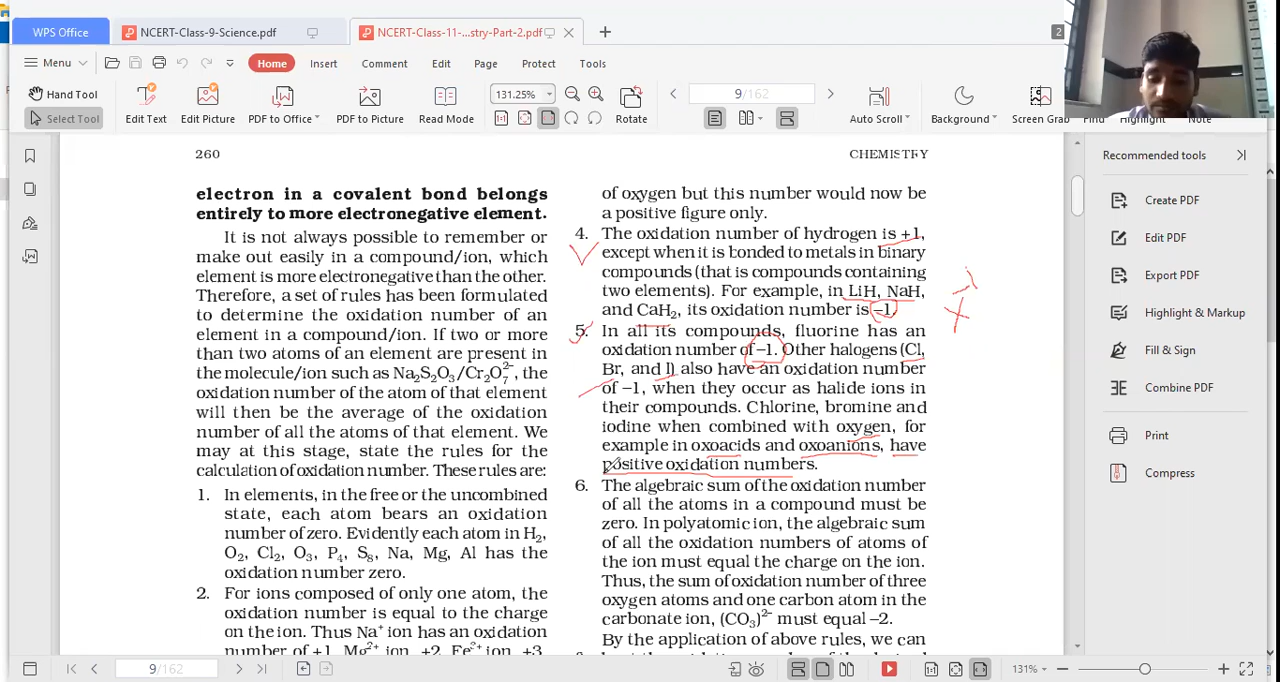 WPS Office
NCERT-Class-9-Science.pdf
NCERT-Class-11-...stry-Part-2.pdf
2
Menu
Home
Insert
Comment
Edit
Page
Protect
Tools
Hand Tool
Select Tool
Edit Text
Edit Picture
PDF to Office
PDF to Picture
Read Mode
131.25%
Rotate
9/162
Auto Scroll
Background
Screen Grab
Find
Highlight
Note
260
CHEMISTRY
electron in a covalent bond belongs
entirely to more electronegative element.
It is not always possible to remember or
make out easily in a compound/ion, which
element is more electronegative than the other.
Therefore, a set of rules has been formulated
to determine the oxidation number of an
element in a compound/ion. If two or more
than two atoms of an element are present in
the molecule/ion such as Na₂S₂O₃/Cr₂O₇²⁻, the
oxidation number of the atom of that element
will then be the average of the oxidation
number of all the atoms of that element. We
may at this stage, state the rules for the
calculation of oxidation number. These rules are:
1. In elements, in the free or the uncombined
state, each atom bears an oxidation
number of zero. Evidently each atom in H₂,
O₂, Cl₂, O₃, P₄, S₈, Na, Mg, Al has the
oxidation number zero.
2. For ions composed of only one atom, the
oxidation number is equal to the charge
on the ion. Thus Na⁺ ion has an oxidation
number of +1, Mg²⁺ ion, +2, Fe³⁺ ion, +3,
of oxygen but this number would now be
a positive figure only.
4. The oxidation number of hydrogen is +1,
except when it is bonded to metals in binary
compounds (that is compounds containing
two elements). For example, in LiH, NaH,
and CaH₂, its oxidation number is –1.
5. In all its compounds, fluorine has an
oxidation number of –1. Other halogens (Cl,
Br, and I) also have an oxidation number
of –1, when they occur as halide ions in
their compounds. Chlorine, bromine and
iodine when combined with oxygen, for
example in oxoacids and oxoanions, have
positive oxidation numbers.
6. The algebraic sum of the oxidation number
of all the atoms in a compound must be
zero. In polyatomic ion, the algebraic sum
of all the oxidation numbers of atoms of
the ion must equal the charge on the ion.
Thus, the sum of oxidation number of three
oxygen atoms and one carbon atom in the
carbonate ion, (CO₃)²⁻ must equal –2.
By the application of above rules, we can
Recommended tools
Create PDF
Edit PDF
Export PDF
Highlight & Marku
Fill & Sign
Compress PDF
Print
Compress
9/162
131%